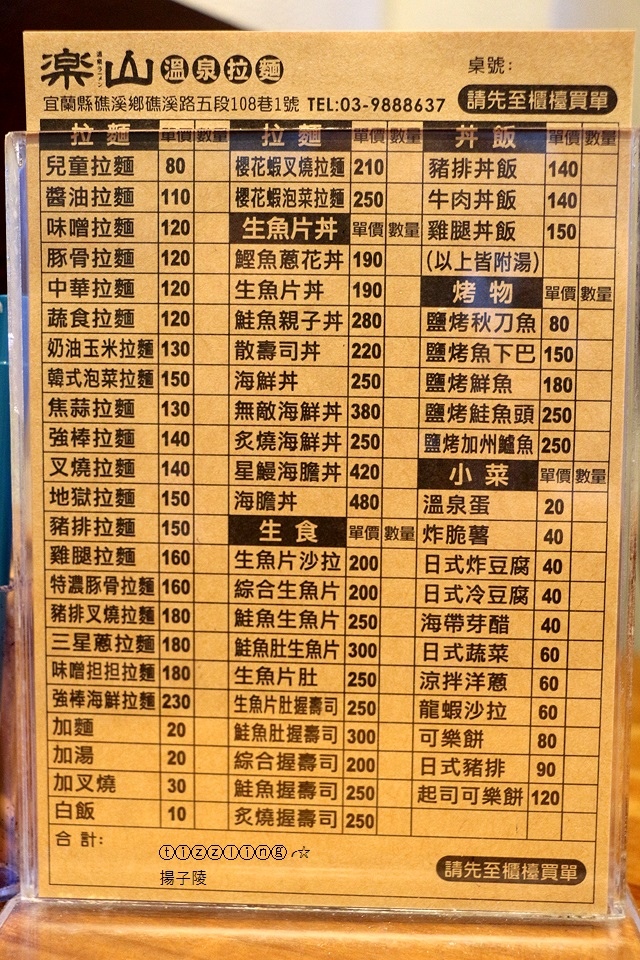 楽山 溫泉拉麵
桌號:
宜蘭縣礁溪鄉礁溪路五段108巷1號 TEL:03-9888637
請先至櫃檯買單
拉麵 單價 數量
兒童拉麵 80
醬油拉麵 110
味噌拉麵 120
豚骨拉麵 120
中華拉麵 120
蔬食拉麵 120
奶油玉米拉麵 130
韓式泡菜拉麵 150
焦蒜拉麵 130
強棒拉麵 140
叉燒拉麵 140
地獄拉麵 150
豬排拉麵 150
雞腿拉麵 160
特濃豚骨拉麵 160
豬排叉燒拉麵 180
三星蔥拉麵 180
味噌担担拉麵 180
強棒海鮮拉麵 230
加麵 20
加湯 20
加叉燒 30
白飯 10
拉麵 單價 數量
櫻花蝦叉燒拉麵 210
櫻花蝦泡菜拉麵 250
生魚片丼 單價 數量
鰹魚蔥花丼 190
生魚片丼 190
鮭魚親子丼 280
散壽司丼 220
海鮮丼 250
無敵海鮮丼 380
炙燒海鮮丼 250
星鰻海膽丼 420
海膽丼 480
生食 單價 數量
生魚片沙拉 200
綜合生魚片 200
鮭魚生魚片 250
鮭魚肚生魚片 300
生魚片肚 250
生魚片肚握壽司 250
鮭魚肚握壽司 300
綜合握壽司 200
鮭魚握壽司 250
炙燒握壽司 250
丼飯 單價 數量
豬排丼飯 140
牛肉丼飯 140
雞腿丼飯 150
(以上皆附湯)
烤物 單價 數量
鹽烤秋刀魚 80
鹽烤魚下巴 150
鹽烤鮮魚 180
鹽烤鮭魚頭 250
鹽烤加州鱸魚 250
小菜 單價 數量
溫泉蛋 20
炸脆薯 40
日式炸豆腐 40
日式冷豆腐 40
海帶芽醋 40
日式蔬菜 60
涼拌洋蔥 60
龍蝦沙拉 60
可樂餅 80
日式豬排 90
起司可樂餅 120
合計:
ⓣⓘⓩⓩⓛⓘⓝⓖ╭☆
揚子陵
請先至櫃檯買單